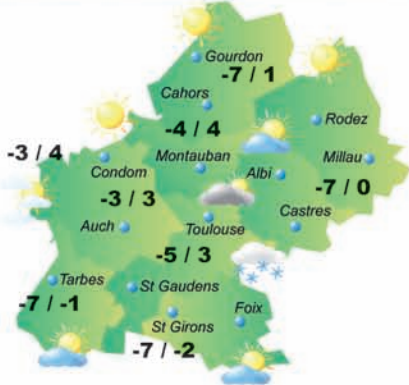 Gourdon
-7 / 1
Cahors
-4 / 4
Rodez
-3 / 4
Condom
Montauban
Albi
Millau
-3 / 3
-7 / 0
Auch
Toulouse
Castres
-5 / 3
Tarbes
St Gaudens
-7 / -1
St Girons
Foix
-7 / -2